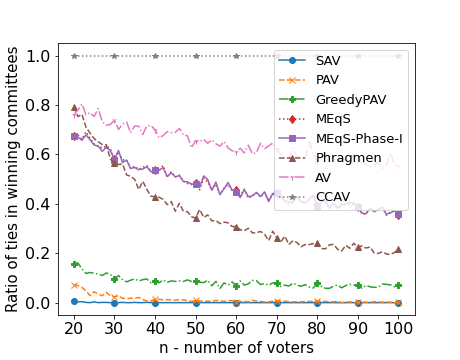 Ratio of ties in winning committees
1.0
0.8
0.6
0.4
0.2
0.0
SAV
PAV
GreedyPAV
MEqS
MEqS-Phase-I
Phragmen
AV
CCAV
20 30 40 50 60 70 80 90 100
n - number of voters